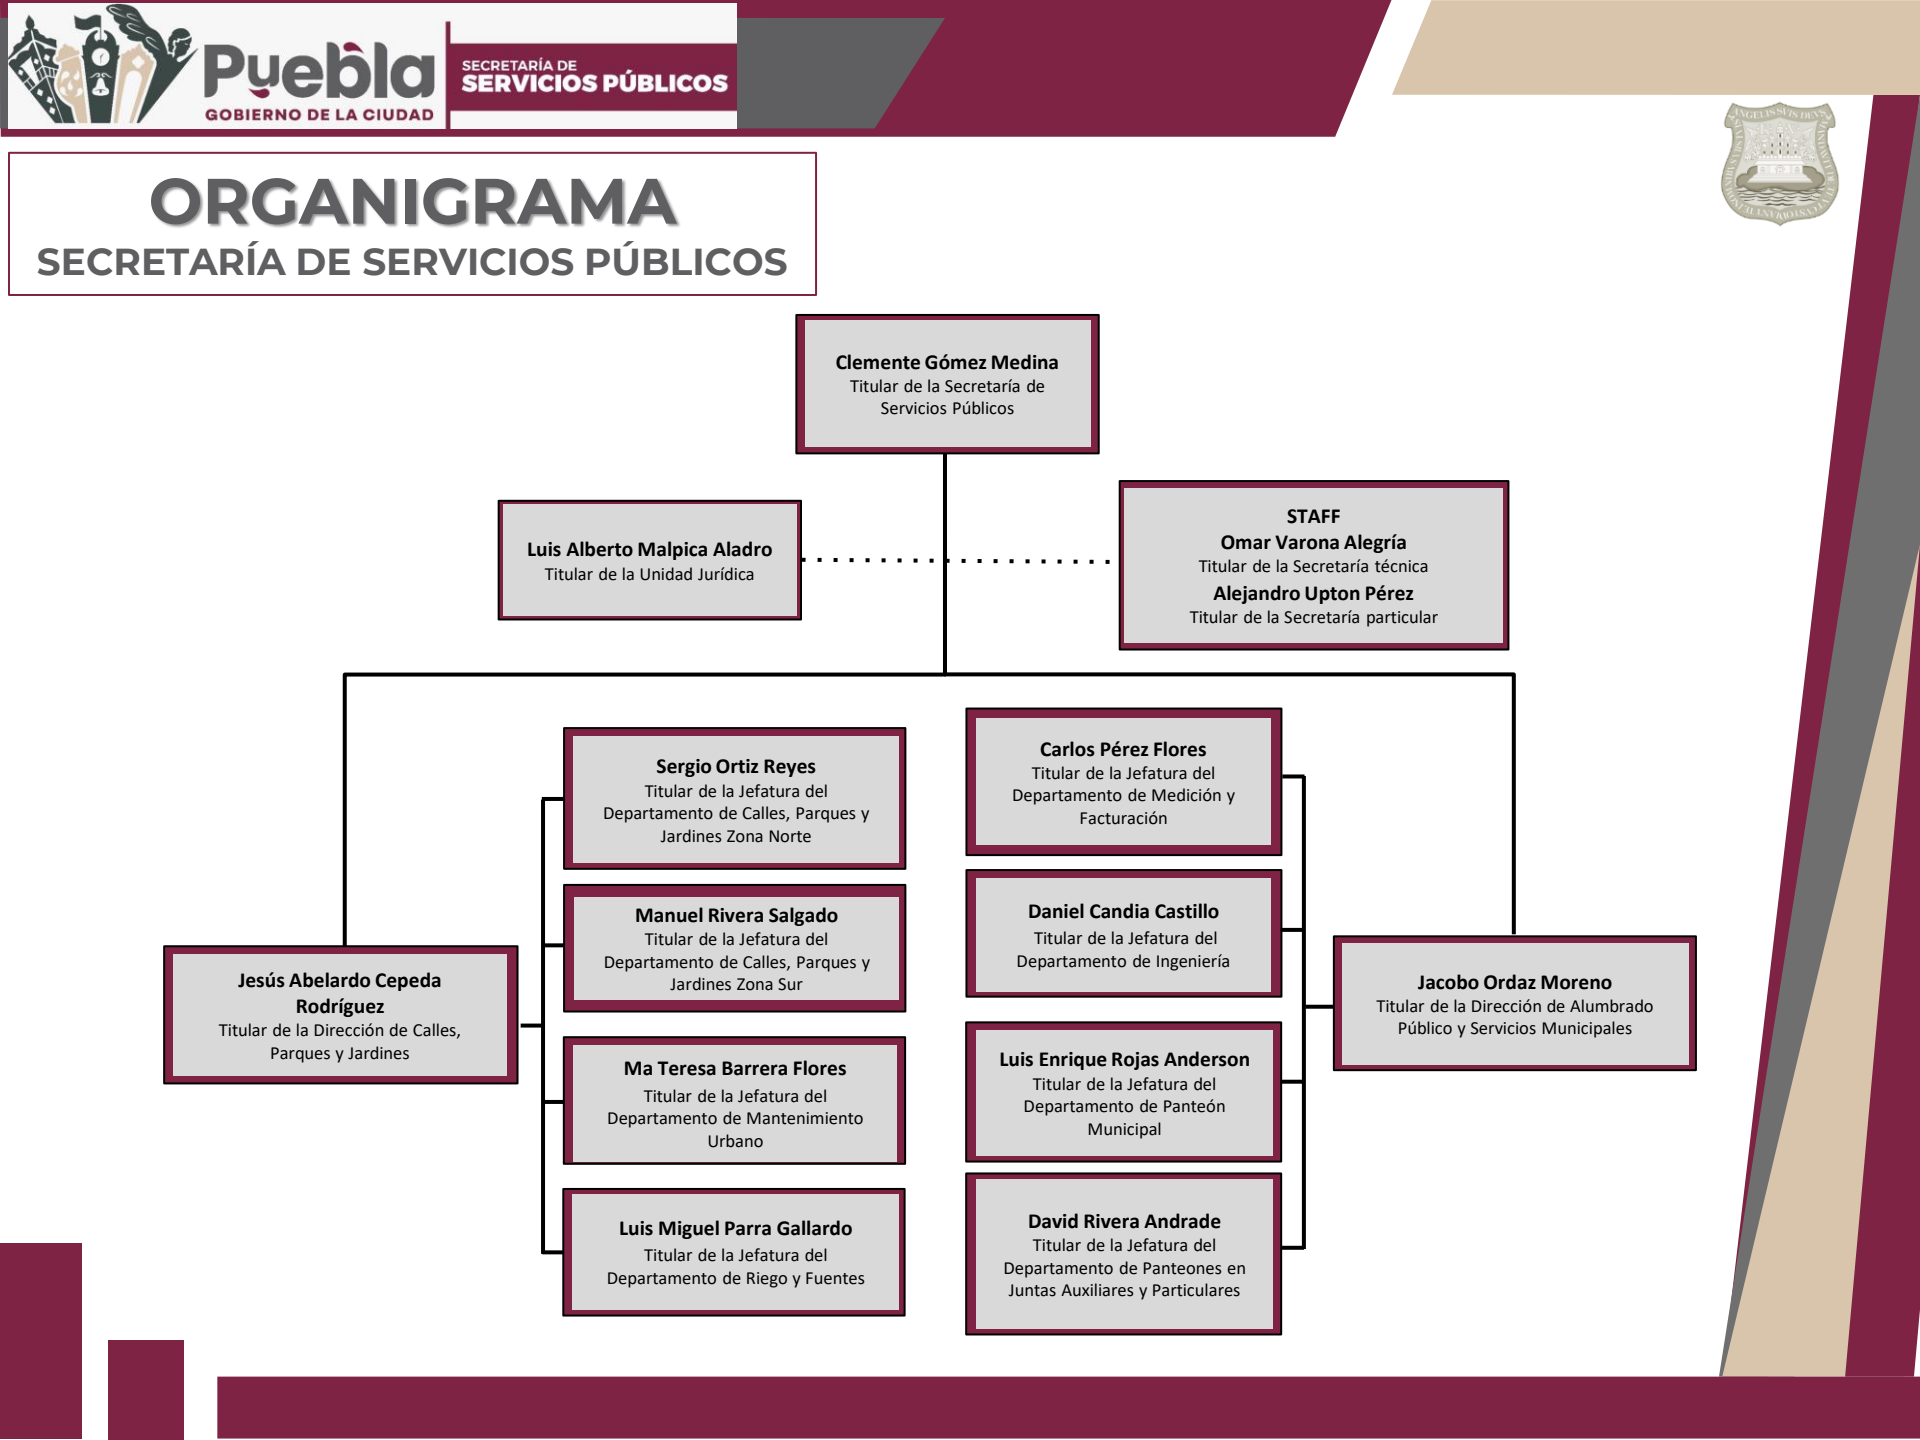 Puebla
GOBIERNO DE LA CIUDAD
SECRETARÍA DE
SERVICIOS PÚBLICOS
ORGANIGRAMA
SECRETARÍA DE SERVICIOS PÚBLICOS
Clemente Gómez Medina
Titular de la Secretaría de
Servicios Públicos
Luis Alberto Malpica Aladro
Titular de la Unidad Jurídica
STAFF
Omar Varona Alegría
Titular de la Secretaría técnica
Alejandro Upton Pérez
Titular de la Secretaría particular
Jesús Abelardo Cepeda
Rodríguez
Titular de la Dirección de Calles,
Parques y Jardines
Sergio Ortiz Reyes
Titular de la Jefatura del
Departamento de Calles, Parques y
Jardines Zona Norte
Manuel Rivera Salgado
Titular de la Jefatura del
Departamento de Calles, Parques y
Jardines Zona Sur
Ma Teresa Barrera Flores
Titular de la Jefatura del
Departamento de Mantenimiento
Urbano
Luis Miguel Parra Gallardo
Titular de la Jefatura del
Departamento de Riego y Fuentes
Carlos Pérez Flores
Titular de la Jefatura del
Departamento de Medición y
Facturación
Daniel Candia Castillo
Titular de la Jefatura del
Departamento de Ingeniería
Luis Enrique Rojas Anderson
Titular de la Jefatura del
Departamento de Panteón
Municipal
David Rivera Andrade
Titular de la Jefatura del
Departamento de Panteones en
Juntas Auxiliares y Particulares
Jacobo Ordaz Moreno
Titular de la Dirección de Alumbrado
Público y Servicios Municipales